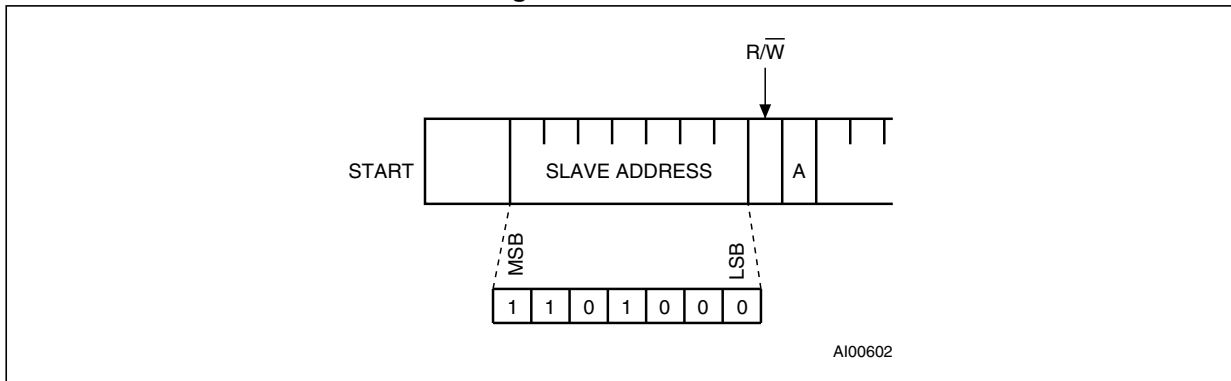 R/W̅
START
SLAVE ADDRESS
A
MSB
LSB
1 1 0 1 0 0 0
AI00602